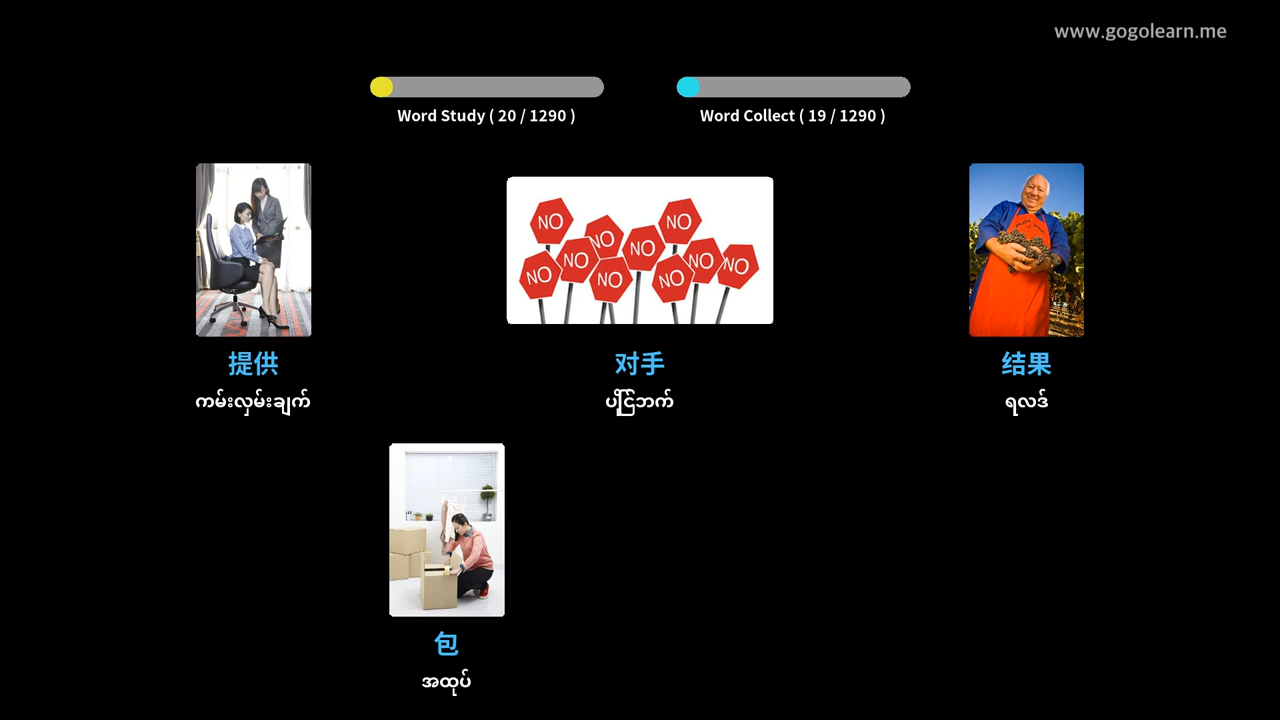 www.gogolearn.me
Word Study ( 20 / 1290 )
Word Collect ( 19 / 1290 )
NO NO NO NO NO NO NO NO NO NO
提供
ကမ်းလှမ်းချက်
对手
ပြိုင်ဘက်
结果
ရလဒ်
包
အထုပ်